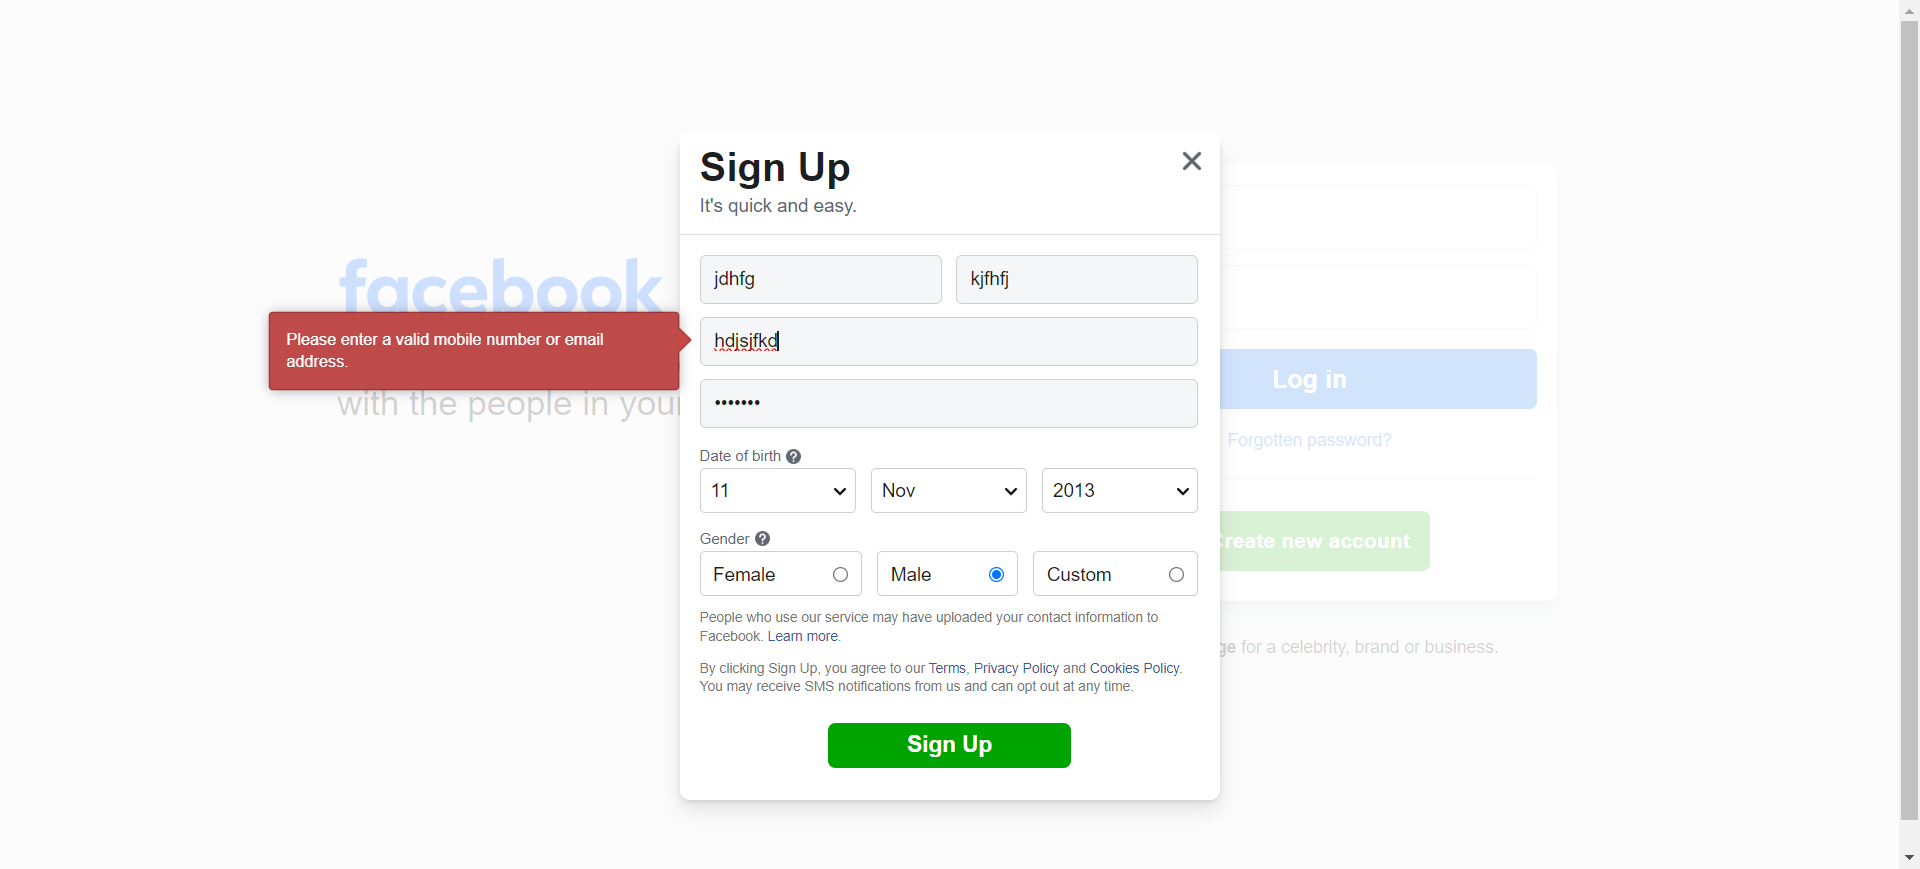 facebook
with the people in your
Please enter a valid mobile number or email
address.
Sign Up
It's quick and easy.
jdhfg
kjfhfj
hdjsjfkd
•••••••
Date of birth ?
11
Nov
2013
Gender ?
Female
Male
Custom
People who use our service may have uploaded your contact information to
Facebook. Learn more.
By clicking Sign Up, you agree to our Terms, Privacy Policy and Cookies Policy.
You may receive SMS notifications from us and can opt out at any time.
Sign Up
Log in
Forgotten password?
Create new account
ge for a celebrity, brand or business.